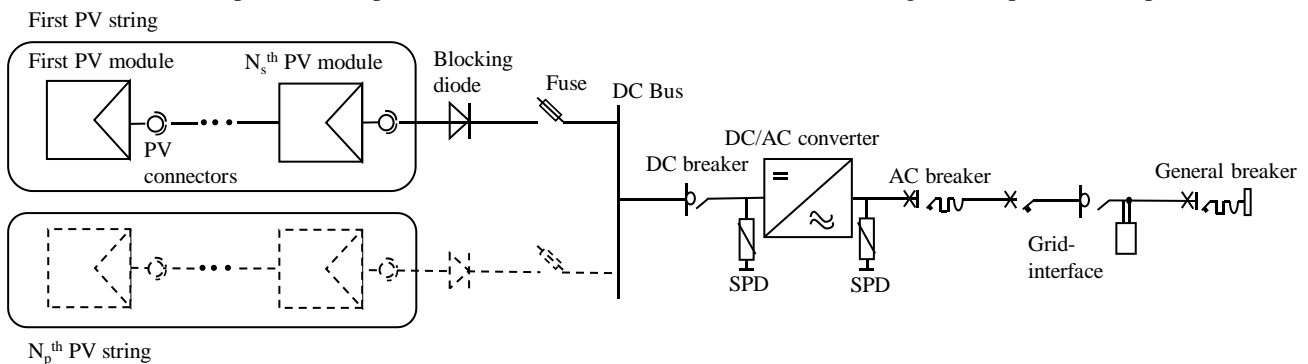 First PV string
First PV module
N_s^th PV module
Blocking
diode
Fuse
DC Bus
PV
connectors
DC/AC converter
DC breaker
SPD
SPD
AC breaker
Grid-
interface
General breaker
N_p^th PV string